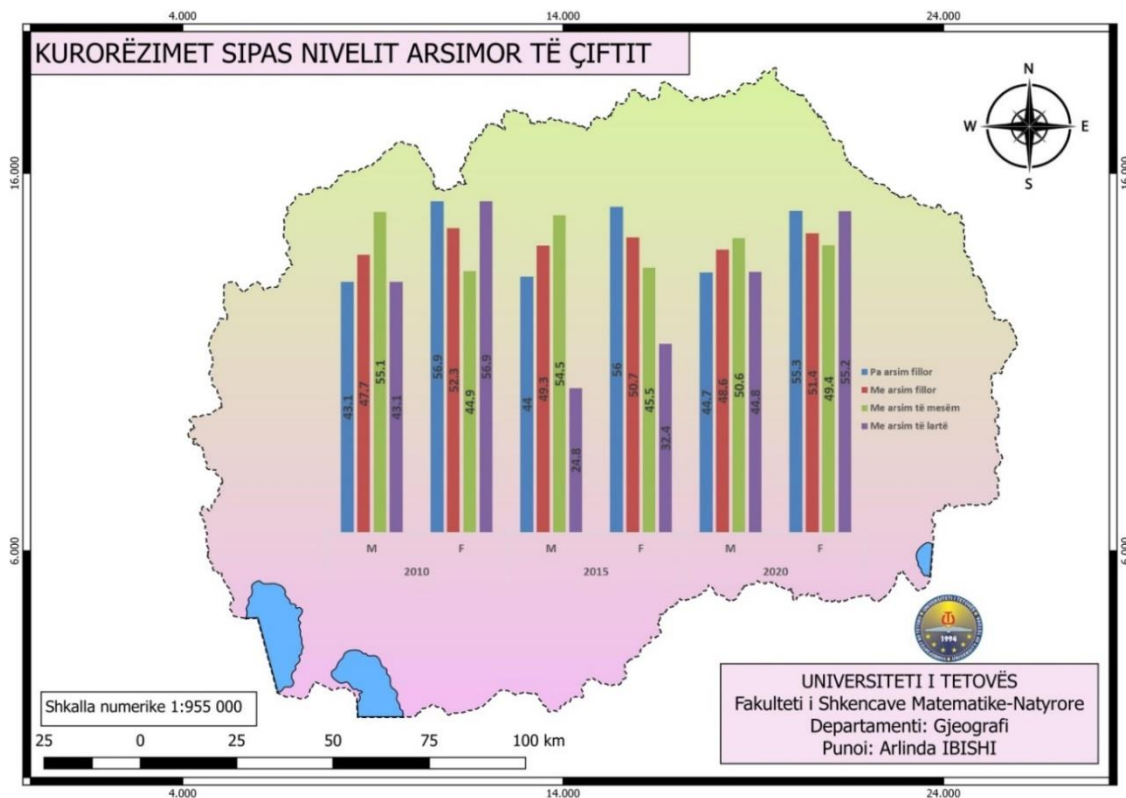 4.000 14.000 24.000
KURORËZIMET SIPAS NIVELIT ARSIMOR TË ÇIFTIT
N
W E
S
16.000 16.000
43.1 47.7 55.1 43.1 56.9 52.3 44.9 56.9 44 49.3 54.5 24.8 56 50.7 45.5 32.4 44.7 48.6 50.6 44.8 55.3 51.4 49.4 55.2
Pa arsim fillor
Me arsim fillor
Me arsim të mesëm
Me arsim të lartë
M F M F M F
2010 2015 2020
6.000 6.000
1994
UNIVERSITETI I TETOVËS
Fakulteti i Shkencave Matematike-Natyrore
Departamenti: Gjeografi
Punoi: Arlinda IBISHI
Shkalla numerike 1:955 000
25 0 25 50 75 100 km
4.000 14.000 24.000